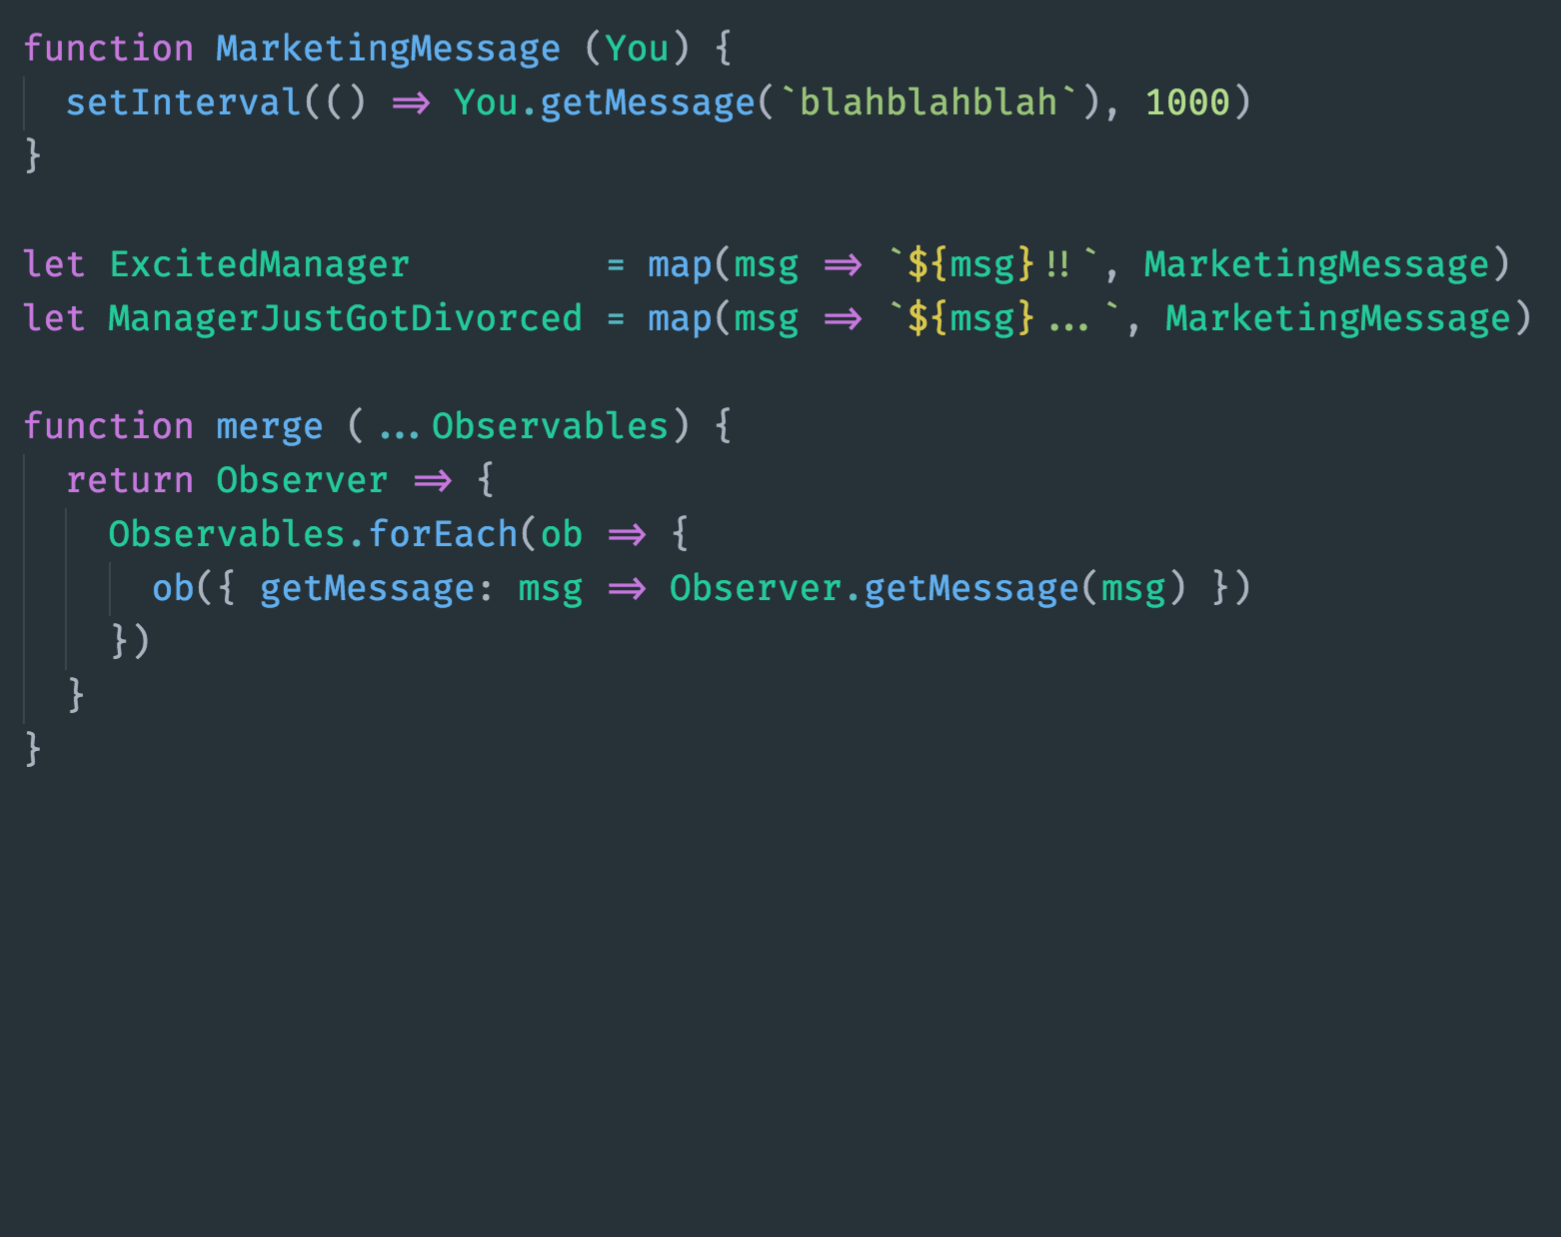 function MarketingMessage (You) {
  setInterval(() => You.getMessage(`blahblahblah`), 1000)
}

let ExcitedManager         = map(msg => `${msg}!!`, MarketingMessage)
let ManagerJustGotDivorced = map(msg => `${msg}...`, MarketingMessage)

function merge (...Observables) {
  return Observer => {
    Observables.forEach(ob => {
      ob({ getMessage: msg => Observer.getMessage(msg) })
    })
  }
}